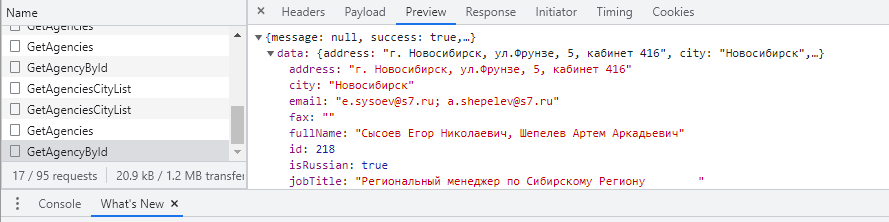 Name
GetAgencies
GetAgencies
GetAgencyById
GetAgenciesCityList
GetAgenciesCityList
GetAgencies
GetAgencyById
17 / 95 requests 20.9 kB / 1.2 MB transfer
Headers Payload Preview Response Initiator Timing Cookies
{message: null, success: true,…}
data: {address: "г. Новосибирск, ул.Фрунзе, 5, кабинет 416", city: "Новосибирск",…}
address: "г. Новосибирск, ул.Фрунзе, 5, кабинет 416"
city: "Новосибирск"
email: "e.sysoev@s7.ru; a.shepelev@s7.ru"
fax: ""
fullName: "Сысоев Егор Николаевич, Шепелев Артем Аркадьевич"
id: 218
isRussian: true
jobTitle: "Региональный менеджер по Сибирскому Региону "
Console What's New